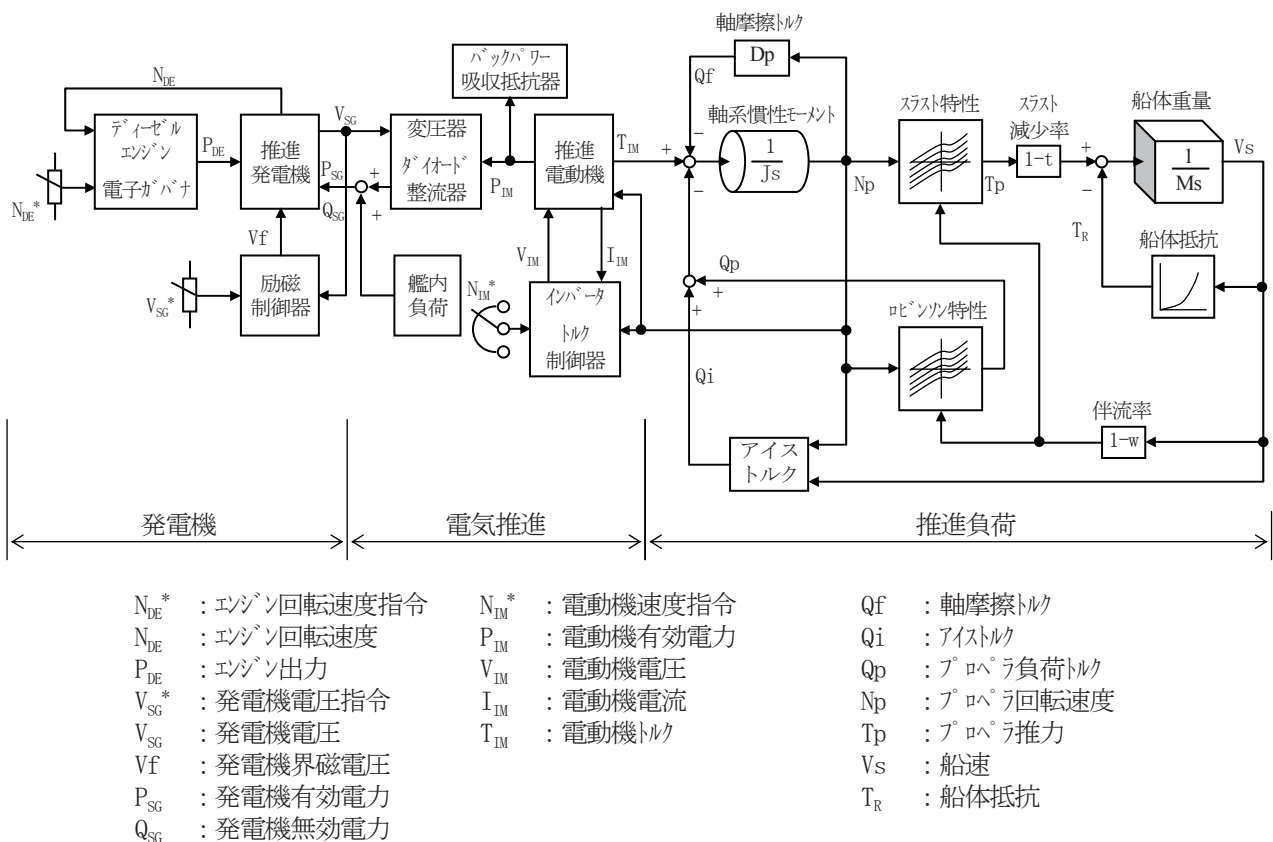 軸摩擦トルク
Dp
Qf
バックパワー
吸収抵抗器
N_DE
V_SG
ディーゼル
エンジン
電子ガバナ
P_DE
推進
発電機
P_SG
Q_SG
変圧器
ダイオード
整流器
P_IM
推進
電動機
T_IM
+
−
−
軸系慣性モーメント
1
Js
Np
スラスト特性
Tp
スラスト
減少率
1-t
+
−
船体重量
1
Ms
Vs
T_R
船体抵抗
N_DE*
Vf
+
+
V_SG*
励磁
制御器
艦内
負荷
N_IM*
V_IM
I_IM
インバータ
トルク
制御器
Qp
+
+
Qi
ロビンソン特性
伴流率
1-w
アイス
トルク
発電機
電気推進
推進負荷
N_DE* :エンジン回転速度指令
N_DE :エンジン回転速度
P_DE :エンジン出力
V_SG* :発電機電圧指令
V_SG :発電機電圧
Vf :発電機界磁電圧
P_SG :発電機有効電力
Q_SG :発電機無効電力
N_IM* :電動機速度指令
P_IM :電動機有効電力
V_IM :電動機電圧
I_IM :電動機電流
T_IM :電動機トルク
Qf :軸摩擦トルク
Qi :アイストルク
Qp :プロペラ負荷トルク
Np :プロペラ回転速度
Tp :プロペラ推力
Vs :船速
T_R :船体抵抗